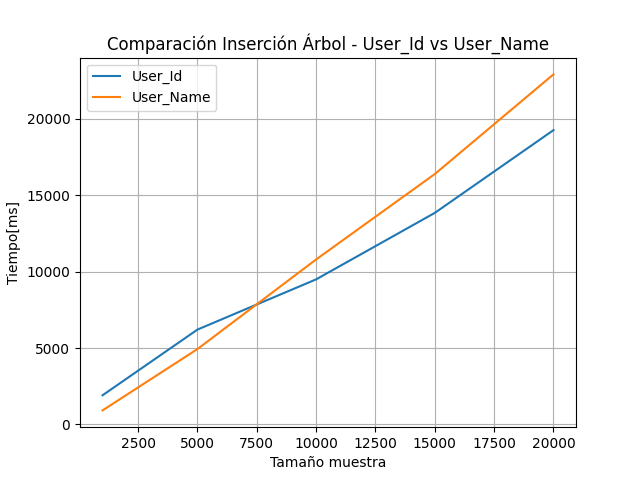 Comparación Inserción Árbol - User_Id vs User_Name
User_Id
User_Name
Tiempo[ms]
20000
15000
10000
5000
0
2500 5000 7500 10000 12500 15000 17500 20000
Tamaño muestra